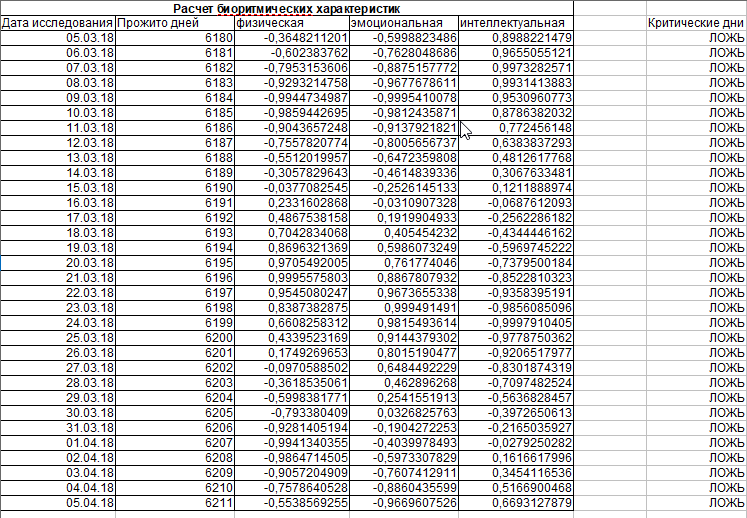 Расчет биоритмических характеристик
Дата исследования Прожито дней физическая эмоциональная интеллектуальная Критические дни
05.03.18 6180 -0,3648211201 -0,5998823486 0,8988221479 ЛОЖЬ
06.03.18 6181 -0,602383762 -0,7628048686 0,9655055121 ЛОЖЬ
07.03.18 6182 -0,7953153606 -0,8875157772 0,9973282571 ЛОЖЬ
08.03.18 6183 -0,9293214758 -0,9677678611 0,9931413883 ЛОЖЬ
09.03.18 6184 -0,9944734987 -0,9995410078 0,9530960773 ЛОЖЬ
10.03.18 6185 -0,9859442695 -0,9812435871 0,8786382032 ЛОЖЬ
11.03.18 6186 -0,9043657248 -0,9137921821 0,772456148 ЛОЖЬ
12.03.18 6187 -0,7557820774 -0,8005656737 0,6383837293 ЛОЖЬ
13.03.18 6188 -0,5512019957 -0,6472359808 0,4812617768 ЛОЖЬ
14.03.18 6189 -0,3057829643 -0,4614839336 0,3067633481 ЛОЖЬ
15.03.18 6190 -0,0377082545 -0,2526145133 0,1211888974 ЛОЖЬ
16.03.18 6191 0,2331602868 -0,0310907328 -0,0687612093 ЛОЖЬ
17.03.18 6192 0,4867538158 0,1919904933 -0,2562286182 ЛОЖЬ
18.03.18 6193 0,7042834068 0,405454232 -0,4344446162 ЛОЖЬ
19.03.18 6194 0,8696321369 0,5986073249 -0,5969745222 ЛОЖЬ
20.03.18 6195 0,9705492005 0,761774046 -0,7379500184 ЛОЖЬ
21.03.18 6196 0,9995575803 0,8867807932 -0,8522810323 ЛОЖЬ
22.03.18 6197 0,9545080247 0,9673655338 -0,9358395191 ЛОЖЬ
23.03.18 6198 0,8387382875 0,999491491 -0,9856085096 ЛОЖЬ
24.03.18 6199 0,6608258312 0,9815493614 -0,9997910405 ЛОЖЬ
25.03.18 6200 0,4339523169 0,9144379302 -0,9778750362 ЛОЖЬ
26.03.18 6201 0,1749269653 0,8015190477 -0,9206517977 ЛОЖЬ
27.03.18 6202 -0,0970588502 0,6484492229 -0,8301874319 ЛОЖЬ
28.03.18 6203 -0,3618535061 0,462896268 -0,7097482524 ЛОЖЬ
29.03.18 6204 -0,5998381771 0,2541551913 -0,5636828457 ЛОЖЬ
30.03.18 6205 -0,793380409 0,0326825763 -0,3972650613 ЛОЖЬ
31.03.18 6206 -0,9281405194 -0,1904272253 -0,2165035927 ЛОЖЬ
01.04.18 6207 -0,9941340355 -0,4039978493 -0,0279250282 ЛОЖЬ
02.04.18 6208 -0,9864714505 -0,5973307829 0,1616617996 ЛОЖЬ
03.04.18 6209 -0,9057204909 -0,7607412911 0,3454116536 ЛОЖЬ
04.04.18 6210 -0,7578640528 -0,8860435599 0,5166900468 ЛОЖЬ
05.04.18 6211 -0,5538569255 -0,9669607526 0,6693127879 ЛОЖЬ